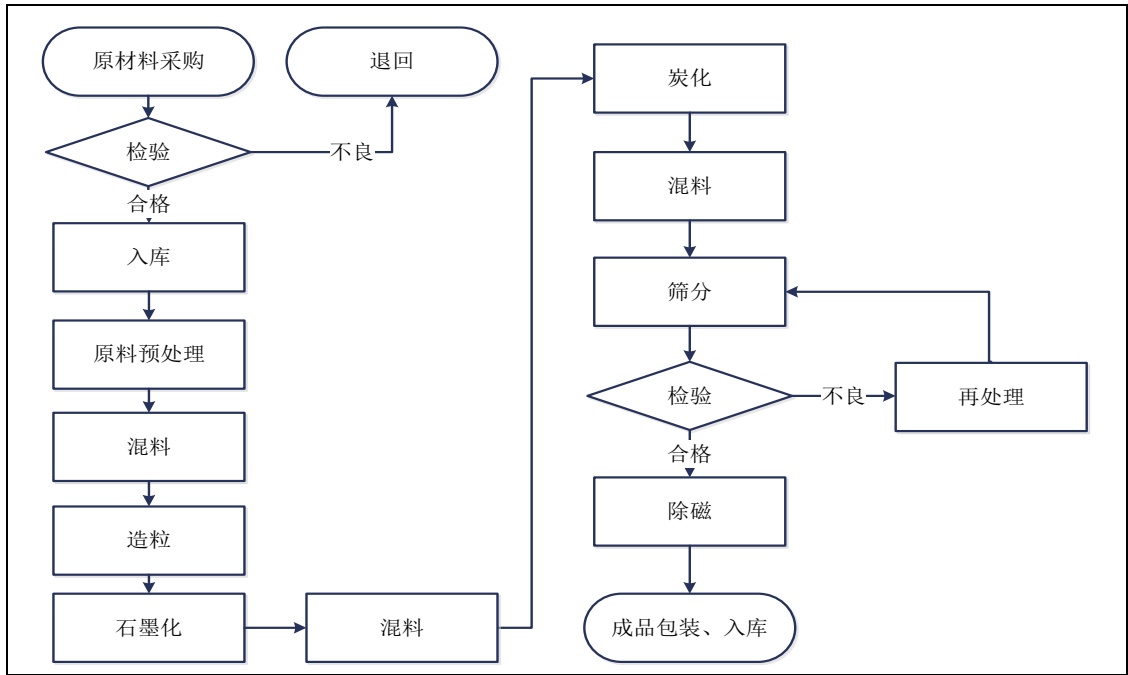 原材料采购
退回
检验
不良
合格
入库
原料预处理
混料
造粒
石墨化
混料
炭化
混料
筛分
检验
不良
再处理
合格
除磁
成品包装、入库